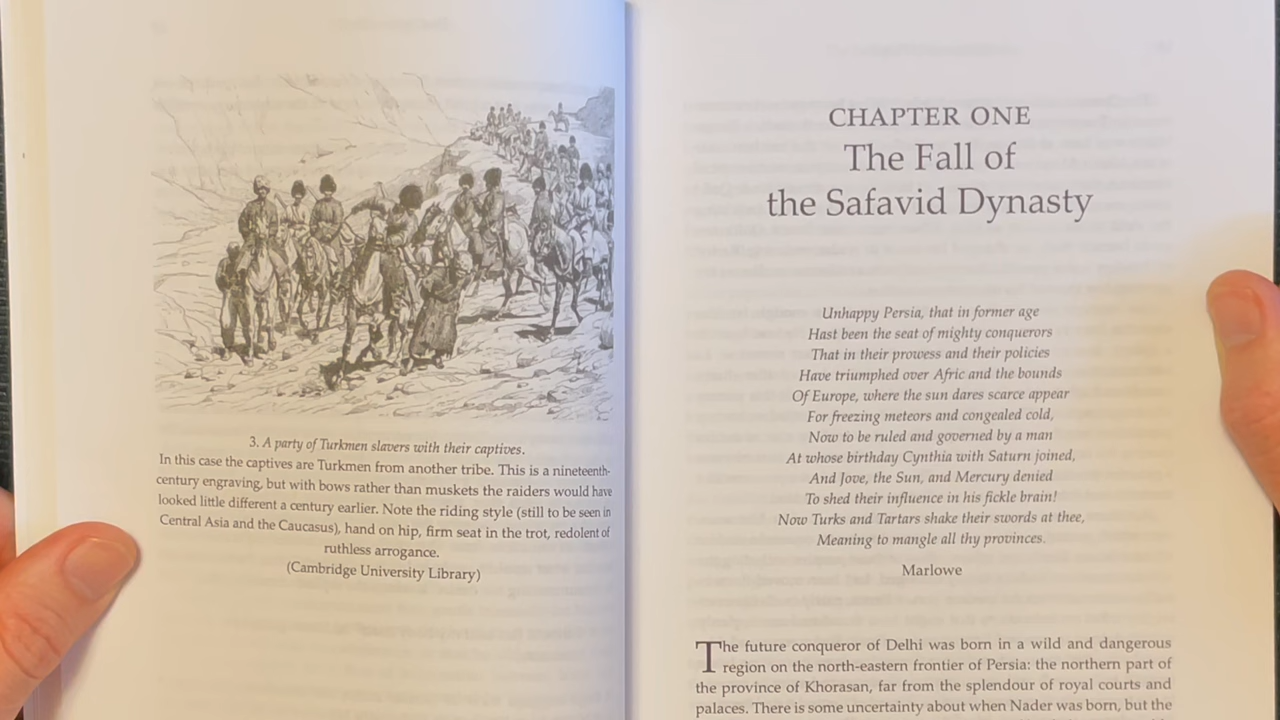 3. A party of Turkmen slavers with their captives.
In this case the captives are Turkmen from another tribe. This is a nineteenth-
century engraving, but with bows rather than muskets the raiders would have
looked little different a century earlier. Note the riding style (still to be seen in
Central Asia and the Caucasus), hand on hip, firm seat in the trot, redolent of
ruthless arrogance.
(Cambridge University Library)
CHAPTER ONE
The Fall of
the Safavid Dynasty
Unhappy Persia, that in former age
Hast been the seat of mighty conquerors
That in their prowess and their policies
Have triumphed over Afric and the bounds
Of Europe, where the sun dares scarce appear
For freezing meteors and congealed cold,
Now to be ruled and governed by a man
At whose birthday Cynthia with Saturn joined,
And Jove, the Sun, and Mercury denied
To shed their influence in his fickle brain!
Now Turks and Tartars shake their swords at thee,
Meaning to mangle all thy provinces.
Marlowe
The future conqueror of Delhi was born in a wild and dangerous
region on the north-eastern frontier of Persia: the northern part of
the province of Khorasan, far from the splendour of royal courts and
palaces. There is some uncertainty about when Nader was born, but the